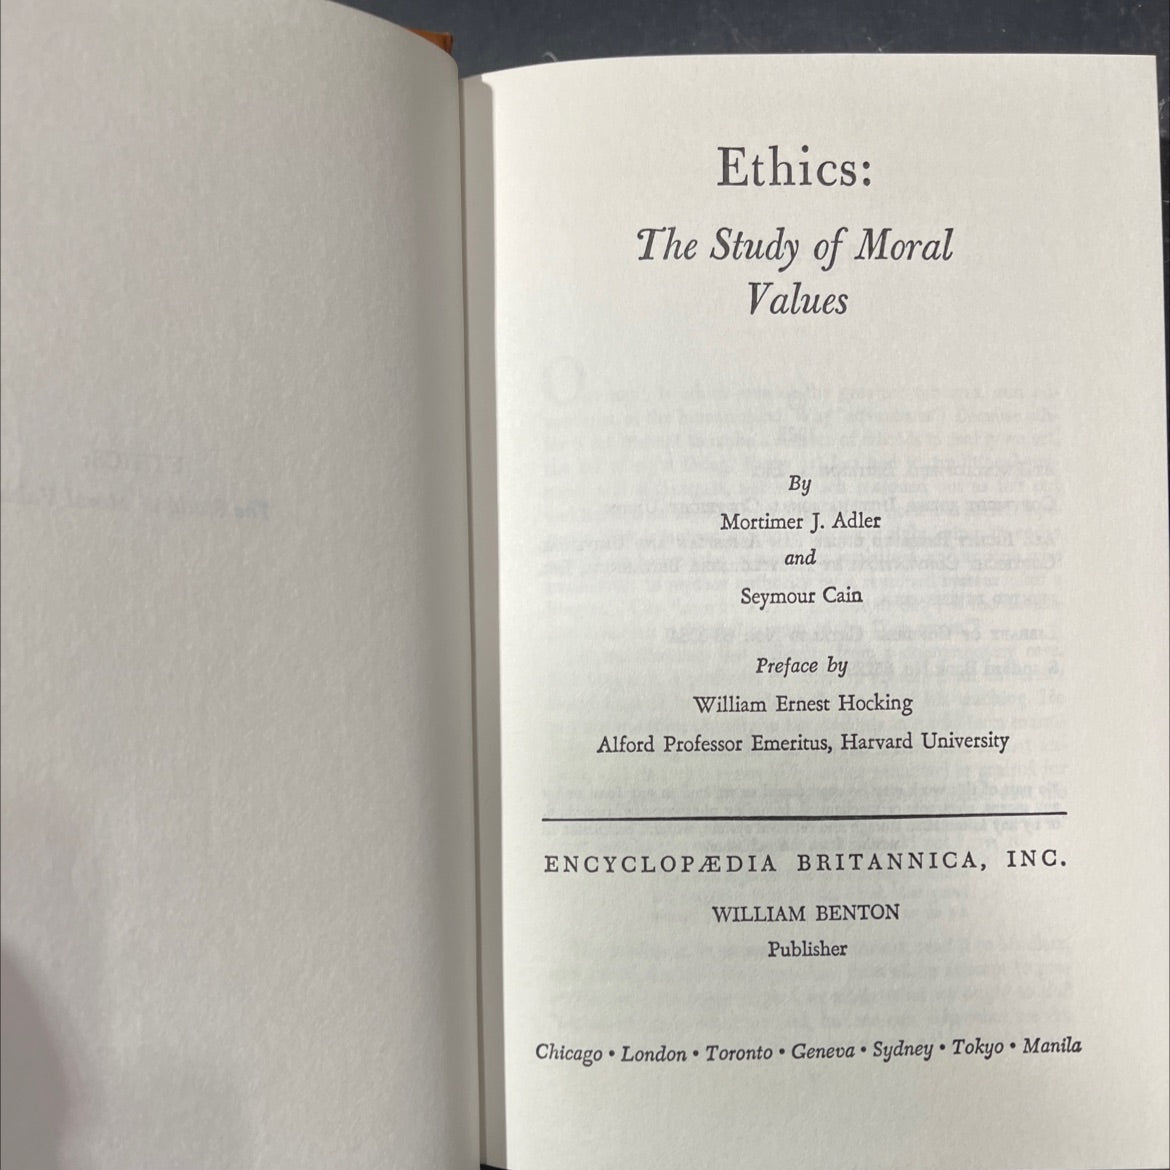 Ethics:
The Study of Moral
Values
By
Mortimer J. Adler
and
Seymour Cain
Preface by
William Ernest Hocking
Alford Professor Emeritus, Harvard University
ENCYCLOPÆDIA BRITANNICA, INC.
WILLIAM BENTON
Publisher
Chicago • London • Toronto • Geneva • Sydney • Tokyo • Manila